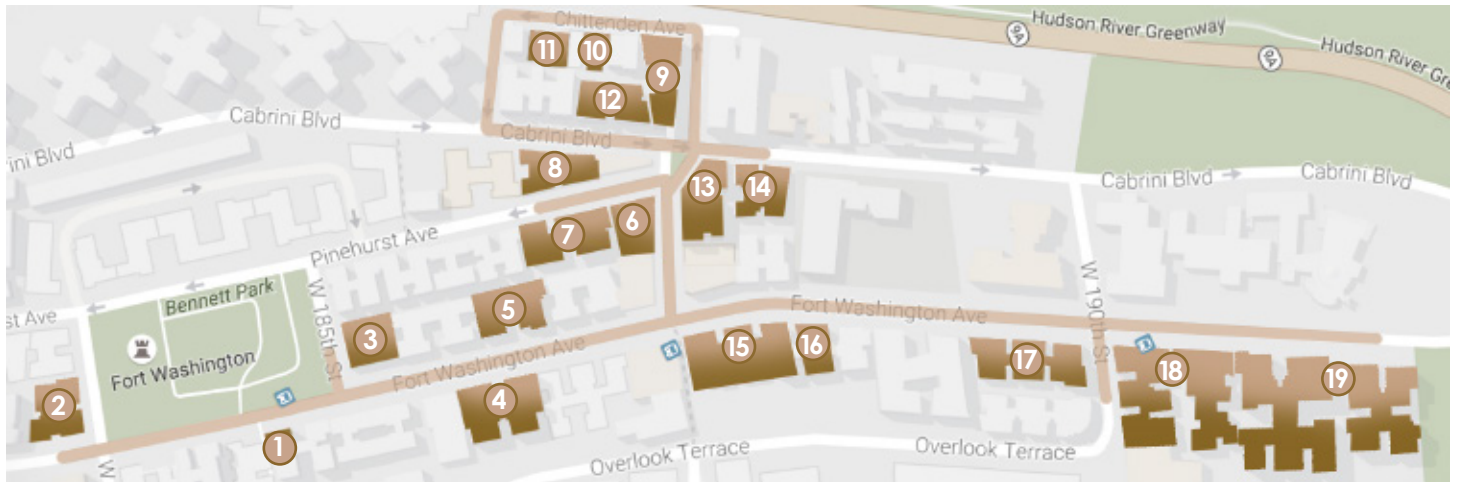 Chittenden Ave
Hudson River Greenway
9A
9A
Hudson River Gre
11
10
9
12
Cabrini Blvd
Cabrini Blvd
ini Blvd
8
13
14
Cabrini Blvd
Cabrini Blvd
6
7
Pinehurst Ave
W 185th St
Bennett Park
st Ave
5
3
Fort Washington Ave
W 190th St
Fort Washington
15
16
17
18
19
Fort Washington Ave
2
4
1
W
Overlook Terrace
Overlook Terrace